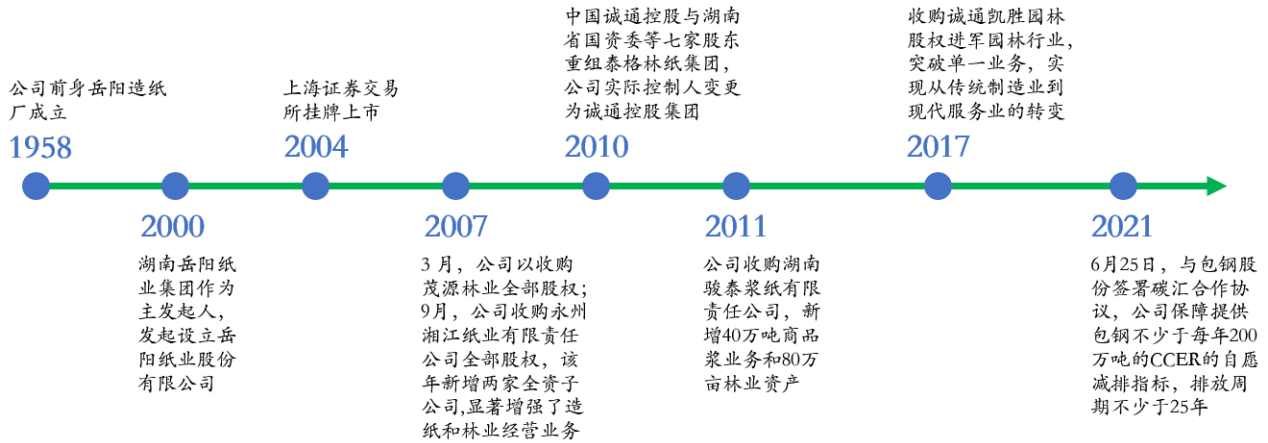 公司前身岳阳造纸
厂成立
1958
2000
湖南岳阳纸
业集团作为
主发起人，
发起设立岳
阳纸业股份
有限公司
上海证券交易
所挂牌上市
2004
2007
3 月，公司以收购
茂源林业全部股权；
9月，公司收购永州
湘江纸业有限责任
公司全部股权，该
年新增两家全资子
公司,显著增强了造
纸和林业经营业务
中国诚通控股与湖南
省国资委等七家股东
重组泰格林纸集团，
公司实际控制人变更
为诚通控股集团
2010
2011
公司收购湖南
骏泰浆纸有限
责任公司，新
增40万吨商品
浆业务和80万
亩林业资产
收购诚通凯胜园林
股权进军园林行业，
突破单一业务，实
现从传统制造业到
现代服务业的转变
2017
2021
6月25日，与包钢股
份签署碳汇合作协
议，公司保障提供
包钢不少于每年200
万吨的CCER的自愿
减排指标，排放周
期不少于25年